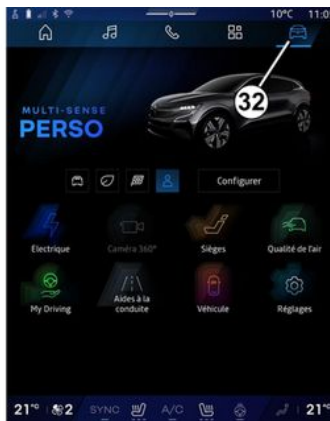 10°C 11:0
32
MULTI-SENSE
PERSO
Configurer
Electrique
Caméra 360°
Sièges
Qualité de l'air
My Driving
Aides à la
conduite
Véhicule
Réglages
21°° 2 SYNC A/C 21°°